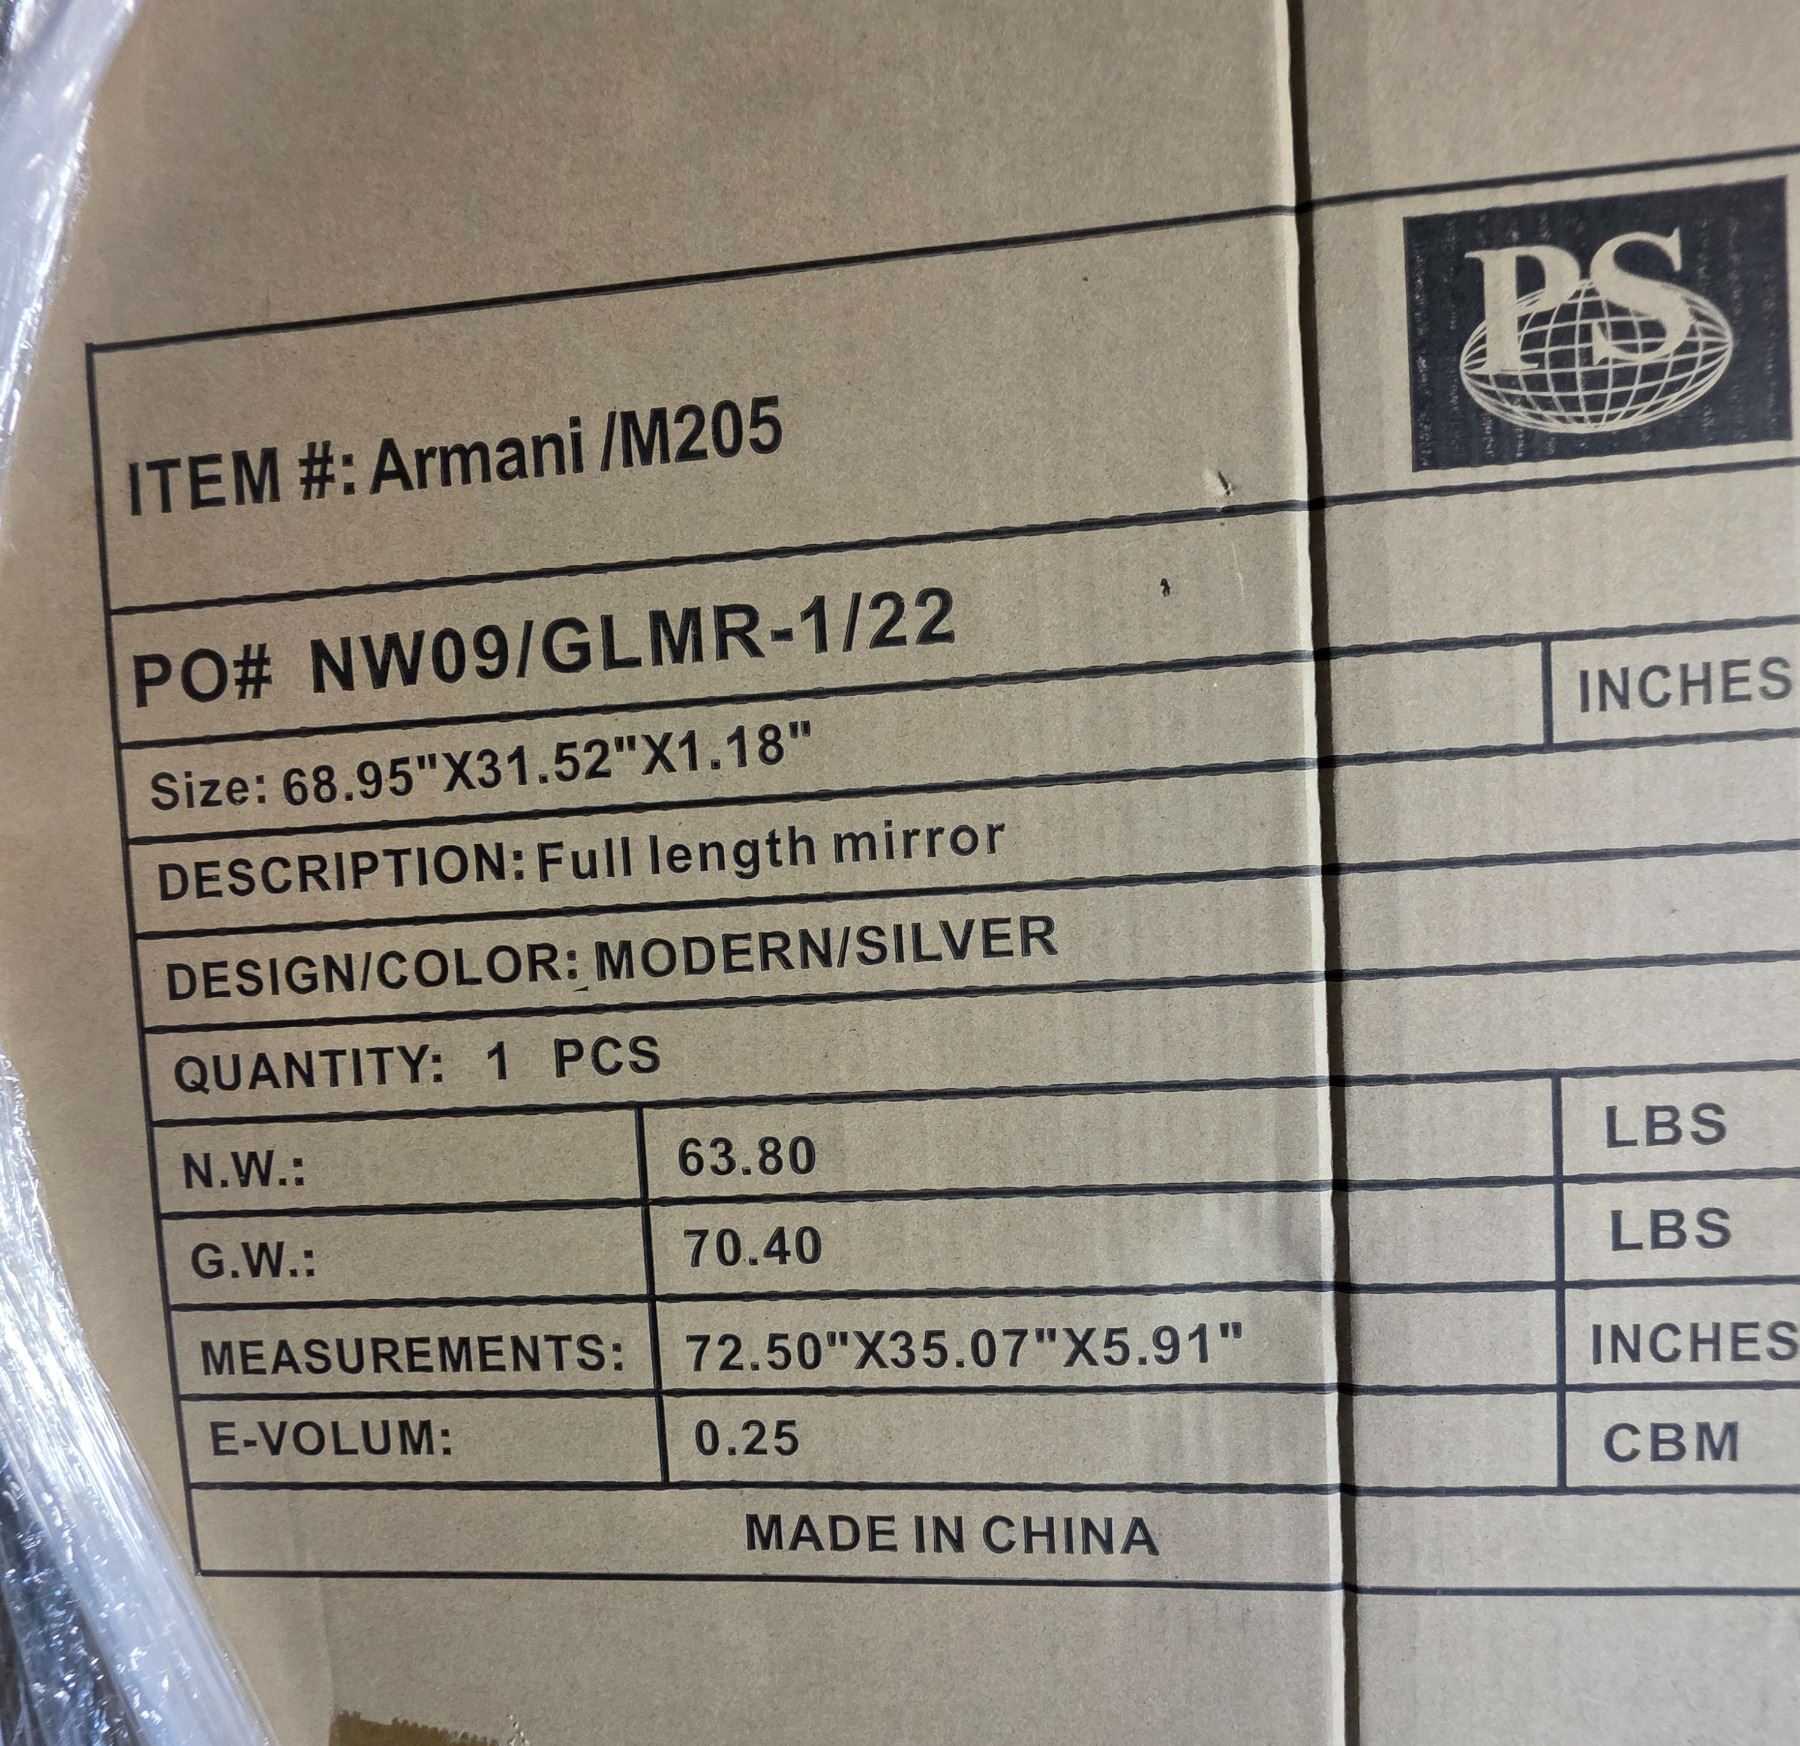 PS
ITEM #: Armani /M205
PO# NW09/GLMR-1/22
Size: 68.95"X31.52"X1.18" INCHES
DESCRIPTION: Full length mirror
DESIGN/COLOR: MODERN/SILVER
QUANTITY: 1 PCS
N.W.: 63.80 LBS
G.W.: 70.40 LBS
MEASUREMENTS: 72.50"X35.07"X5.91" INCHES
E-VOLUM: 0.25 CBM
MADE IN CHINA